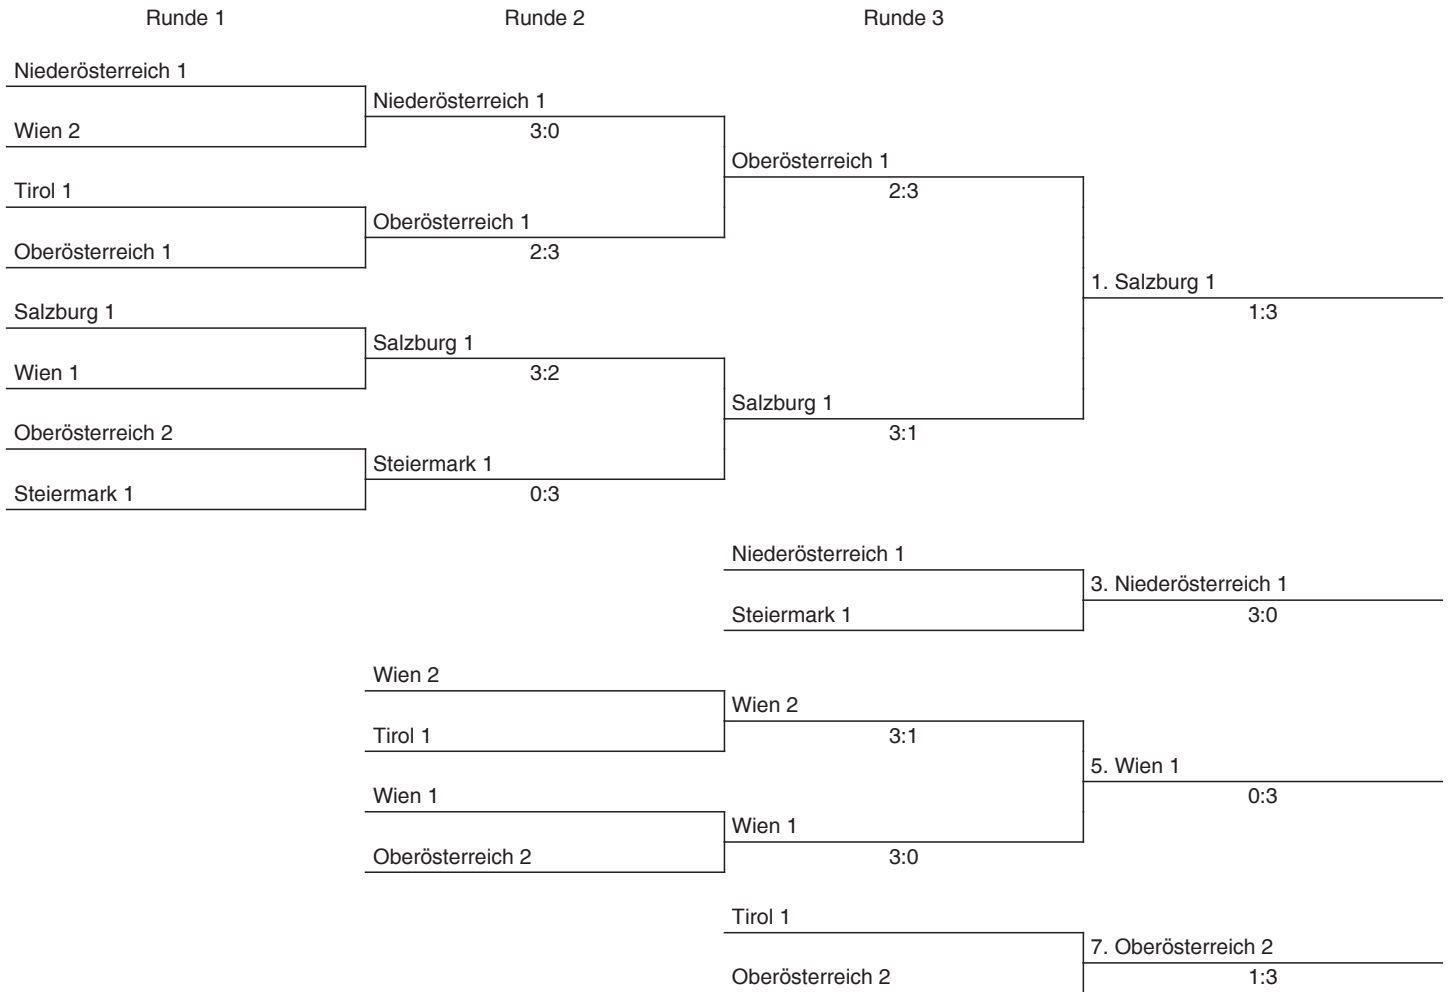 Runde 1 Runde 2 Runde 3
Niederösterreich 1
Niederösterreich 1
Wien 2 3:0
Oberösterreich 1
Tirol 1 2:3
Oberösterreich 1
Oberösterreich 1 2:3
1. Salzburg 1
Salzburg 1 1:3
Salzburg 1
Wien 1 3:2
Salzburg 1
Oberösterreich 2 3:1
Steiermark 1
Steiermark 1 0:3
Niederösterreich 1
3. Niederösterreich 1
Steiermark 1 3:0
Wien 2
Wien 2
Tirol 1 3:1
5. Wien 1
Wien 1 0:3
Wien 1
Oberösterreich 2 3:0
Tirol 1
7. Oberösterreich 2
Oberösterreich 2 1:3